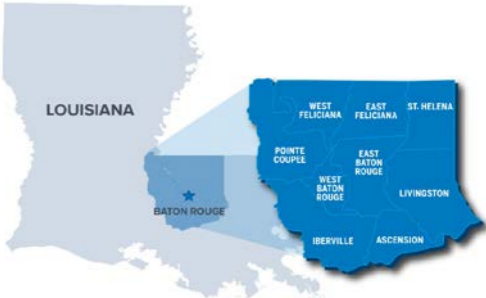 LOUISIANA
BATON ROUGE
WEST
FELICIANA
EAST
FELICIANA
ST. HELENA
POINTE
COUPEE
EAST
BATON
ROUGE
WEST
BATON
ROUGE
LIVINGSTON
IBERVILLE
ASCENSION